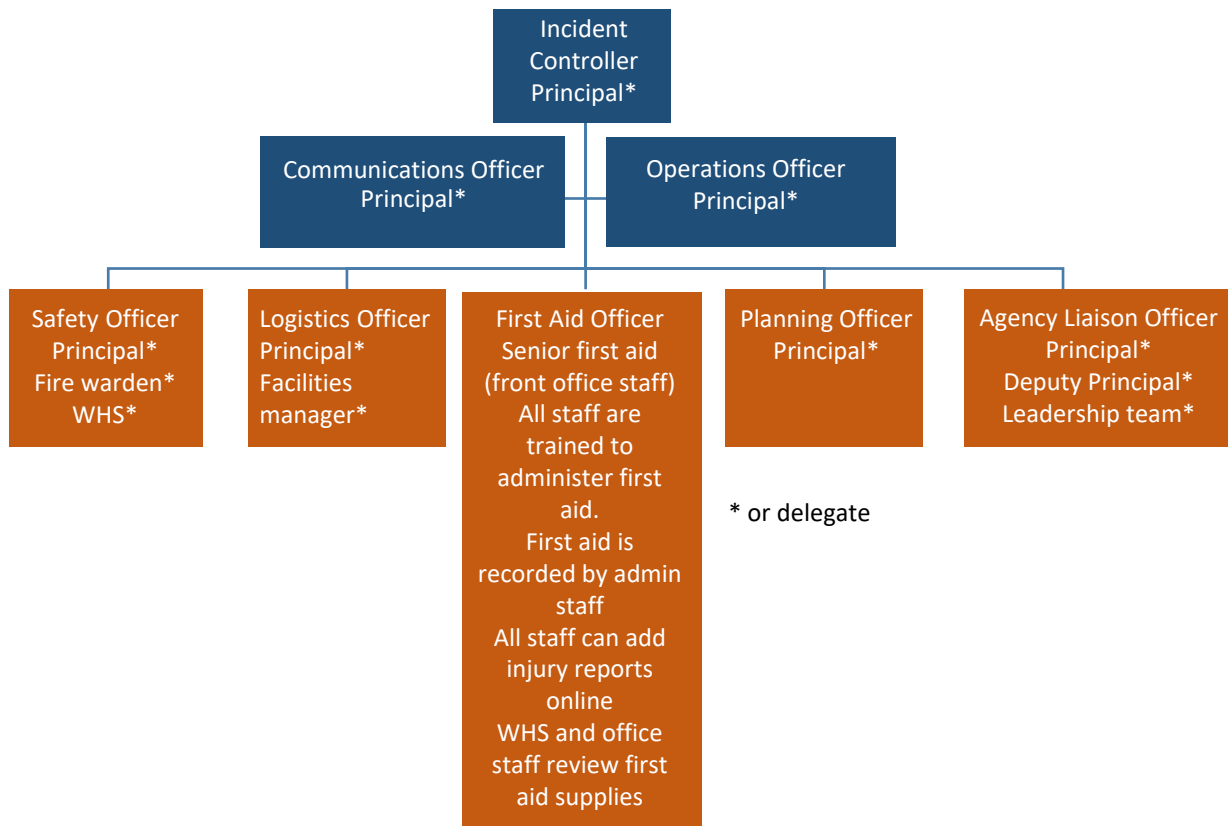 Incident
Controller
Principal*
Communications Officer
Principal*
Operations Officer
Principal*
Safety Officer
Principal*
Fire warden*
WHS*
Logistics Officer
Principal*
Facilities
manager*
First Aid Officer
Senior first aid
(front office staff)
All staff are
trained to
administer first
aid.
First aid is
recorded by admin
staff
All staff can add
injury reports
online
WHS and office
staff review first
aid supplies
Planning Officer
Principal*
Agency Liaison Officer
Principal*
Deputy Principal*
Leadership team*
* or delegate